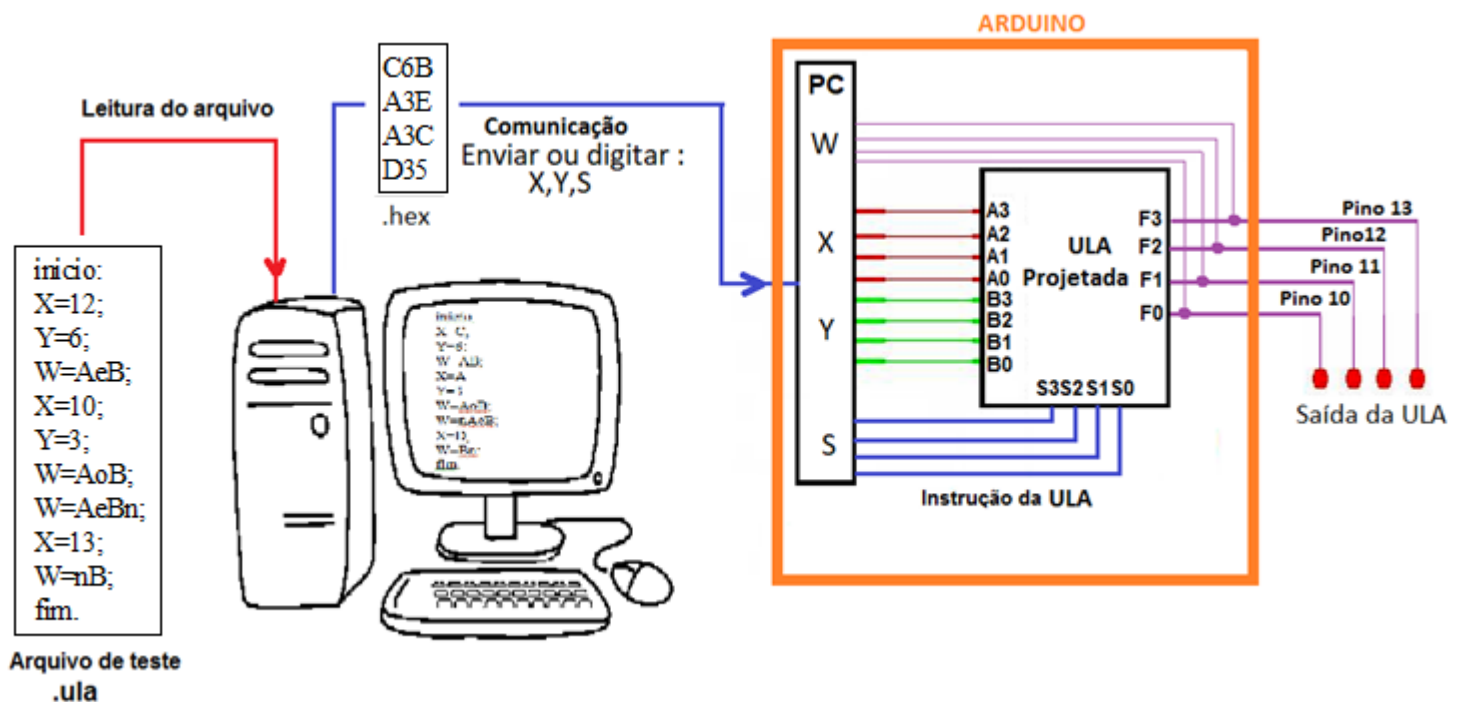 ARDUINO
C6B
A3E
A3C
D35
.hex
Leitura do arquivo
Comunicação
Enviar ou digitar :
X,Y,S
inicio:
X=12;
Y=6;
W=AeB;
X=10;
Y=3;
W=AoB;
W=AeBn;
X=13;
W=nB;
fim.
Arquivo de teste
.ula
inicio
X=C,
Y=6;
X=A
fim.
PC
W
X
Y
S
A3
A2
A1
A0
B3
B2
B1
B0
ULA
Projetada
F3
F2
F1
F0
S3S2S1S0
Instrução da ULA
Pino 13
Pino12
Pino 11
Pino 10
Saída da ULA